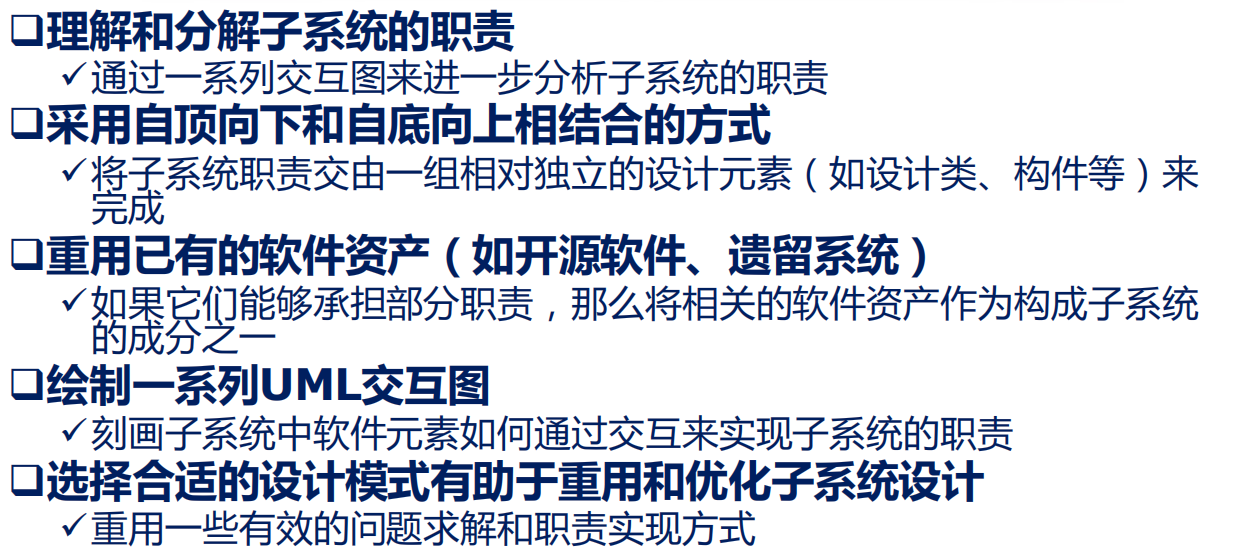 ❑理解和分解子系统的职责
✓通过一系列交互图来进一步分析子系统的职责
❑采用自顶向下和自底向上相结合的方式
✓将子系统职责交由一组相对独立的设计元素（如设计类、构件等）来
完成
❑重用已有的软件资产（如开源软件、遗留系统）
✓如果它们能够承担部分职责，那么将相关的软件资产作为构成子系统
的成分之一
❑绘制一系列UML交互图
✓刻画子系统中软件元素如何通过交互来实现子系统的职责
❑选择合适的设计模式有助于重用和优化子系统设计
✓重用一些有效的问题求解和职责实现方式